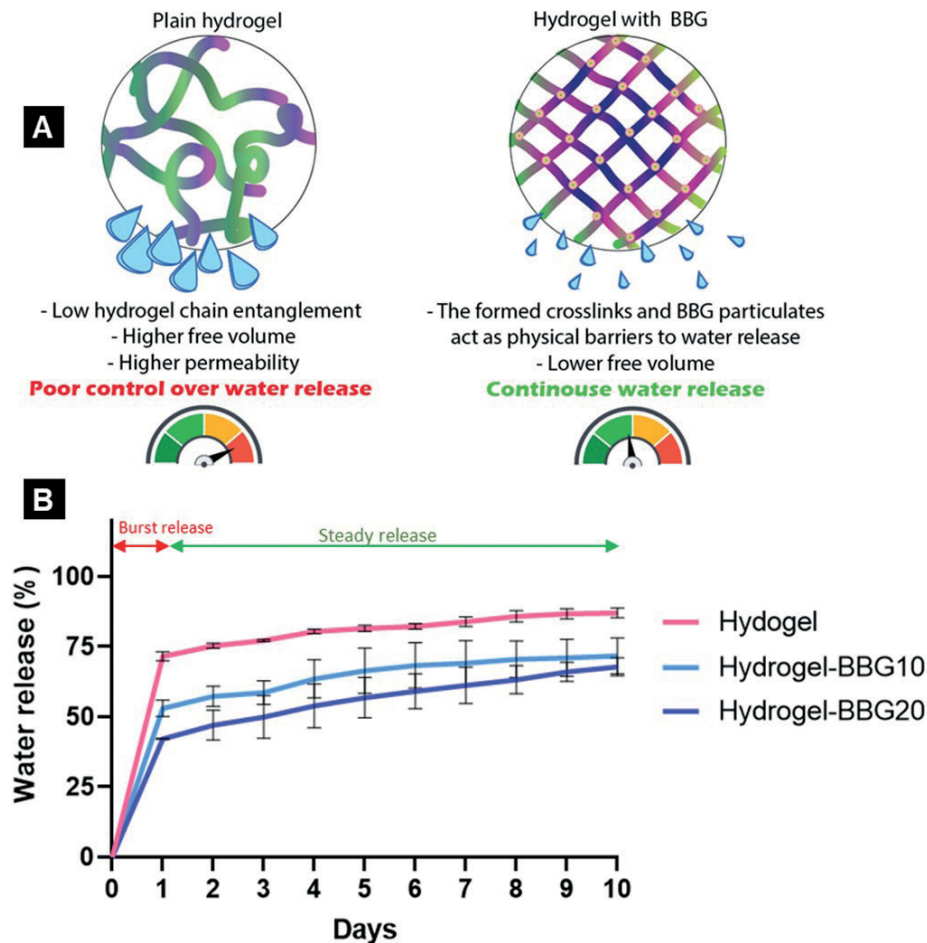 Plain hydrogel
Hydrogel with BBG
A
- Low hydrogel chain entanglement
- Higher free volume
- Higher permeability
Poor control over water release
- The formed crosslinks and BBG particulates
act as physical barriers to water release
- Lower free volume
Continouse water release
B
Burst release
Steady release
Water release (%)
100
75
50
25
0
0 1 2 3 4 5 6 7 8 9 10
Days
Hydogel
Hydrogel-BBG10
Hydrogel-BBG20